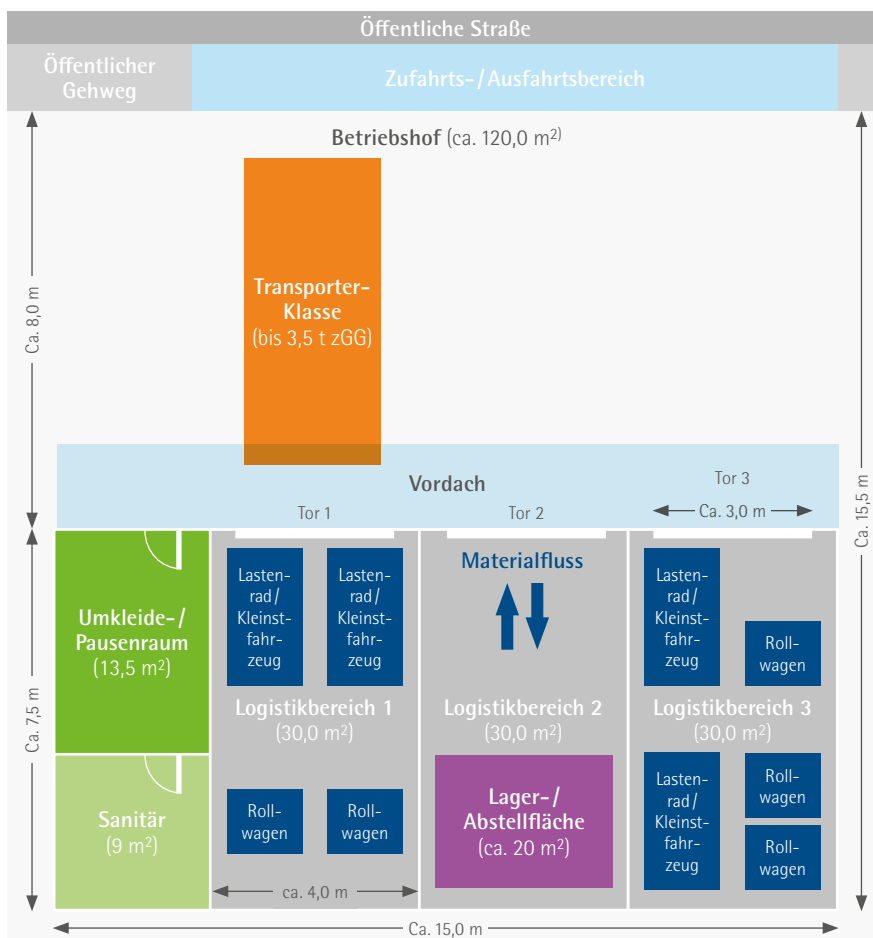 Öffentliche Straße
Öffentlicher
Gehweg
Zufahrts-/Ausfahrtsbereich
Betriebshof (ca. 120,0 m²)
Transporter-
Klasse
(bis 3,5 t zGG)
Ca. 8,0 m
Ca. 15,5 m
Vordach
Tor 1
Tor 2
Tor 3
Ca. 3,0 m
Umkleide-/
Pausenraum
(13,5 m²)
Lasten-
rad/
Kleinst-
fahr-
zeug
Lasten-
rad/
Kleinst-
fahr-
zeug
Materialfluss
Lasten-
rad/
Kleinst-
fahr-
zeug
Roll-
wagen
Ca. 7,5 m
Logistikbereich 1
(30,0 m²)
Logistikbereich 2
(30,0 m²)
Logistikbereich 3
(30,0 m²)
Sanitär
(9 m²)
Roll-
wagen
Roll-
wagen
Lager-/
Abstellfläche
(ca. 20 m²)
Lasten-
rad/
Kleinst-
fahr-
zeug
Roll-
wagen
Roll-
wagen
ca. 4,0 m
Ca. 15,0 m